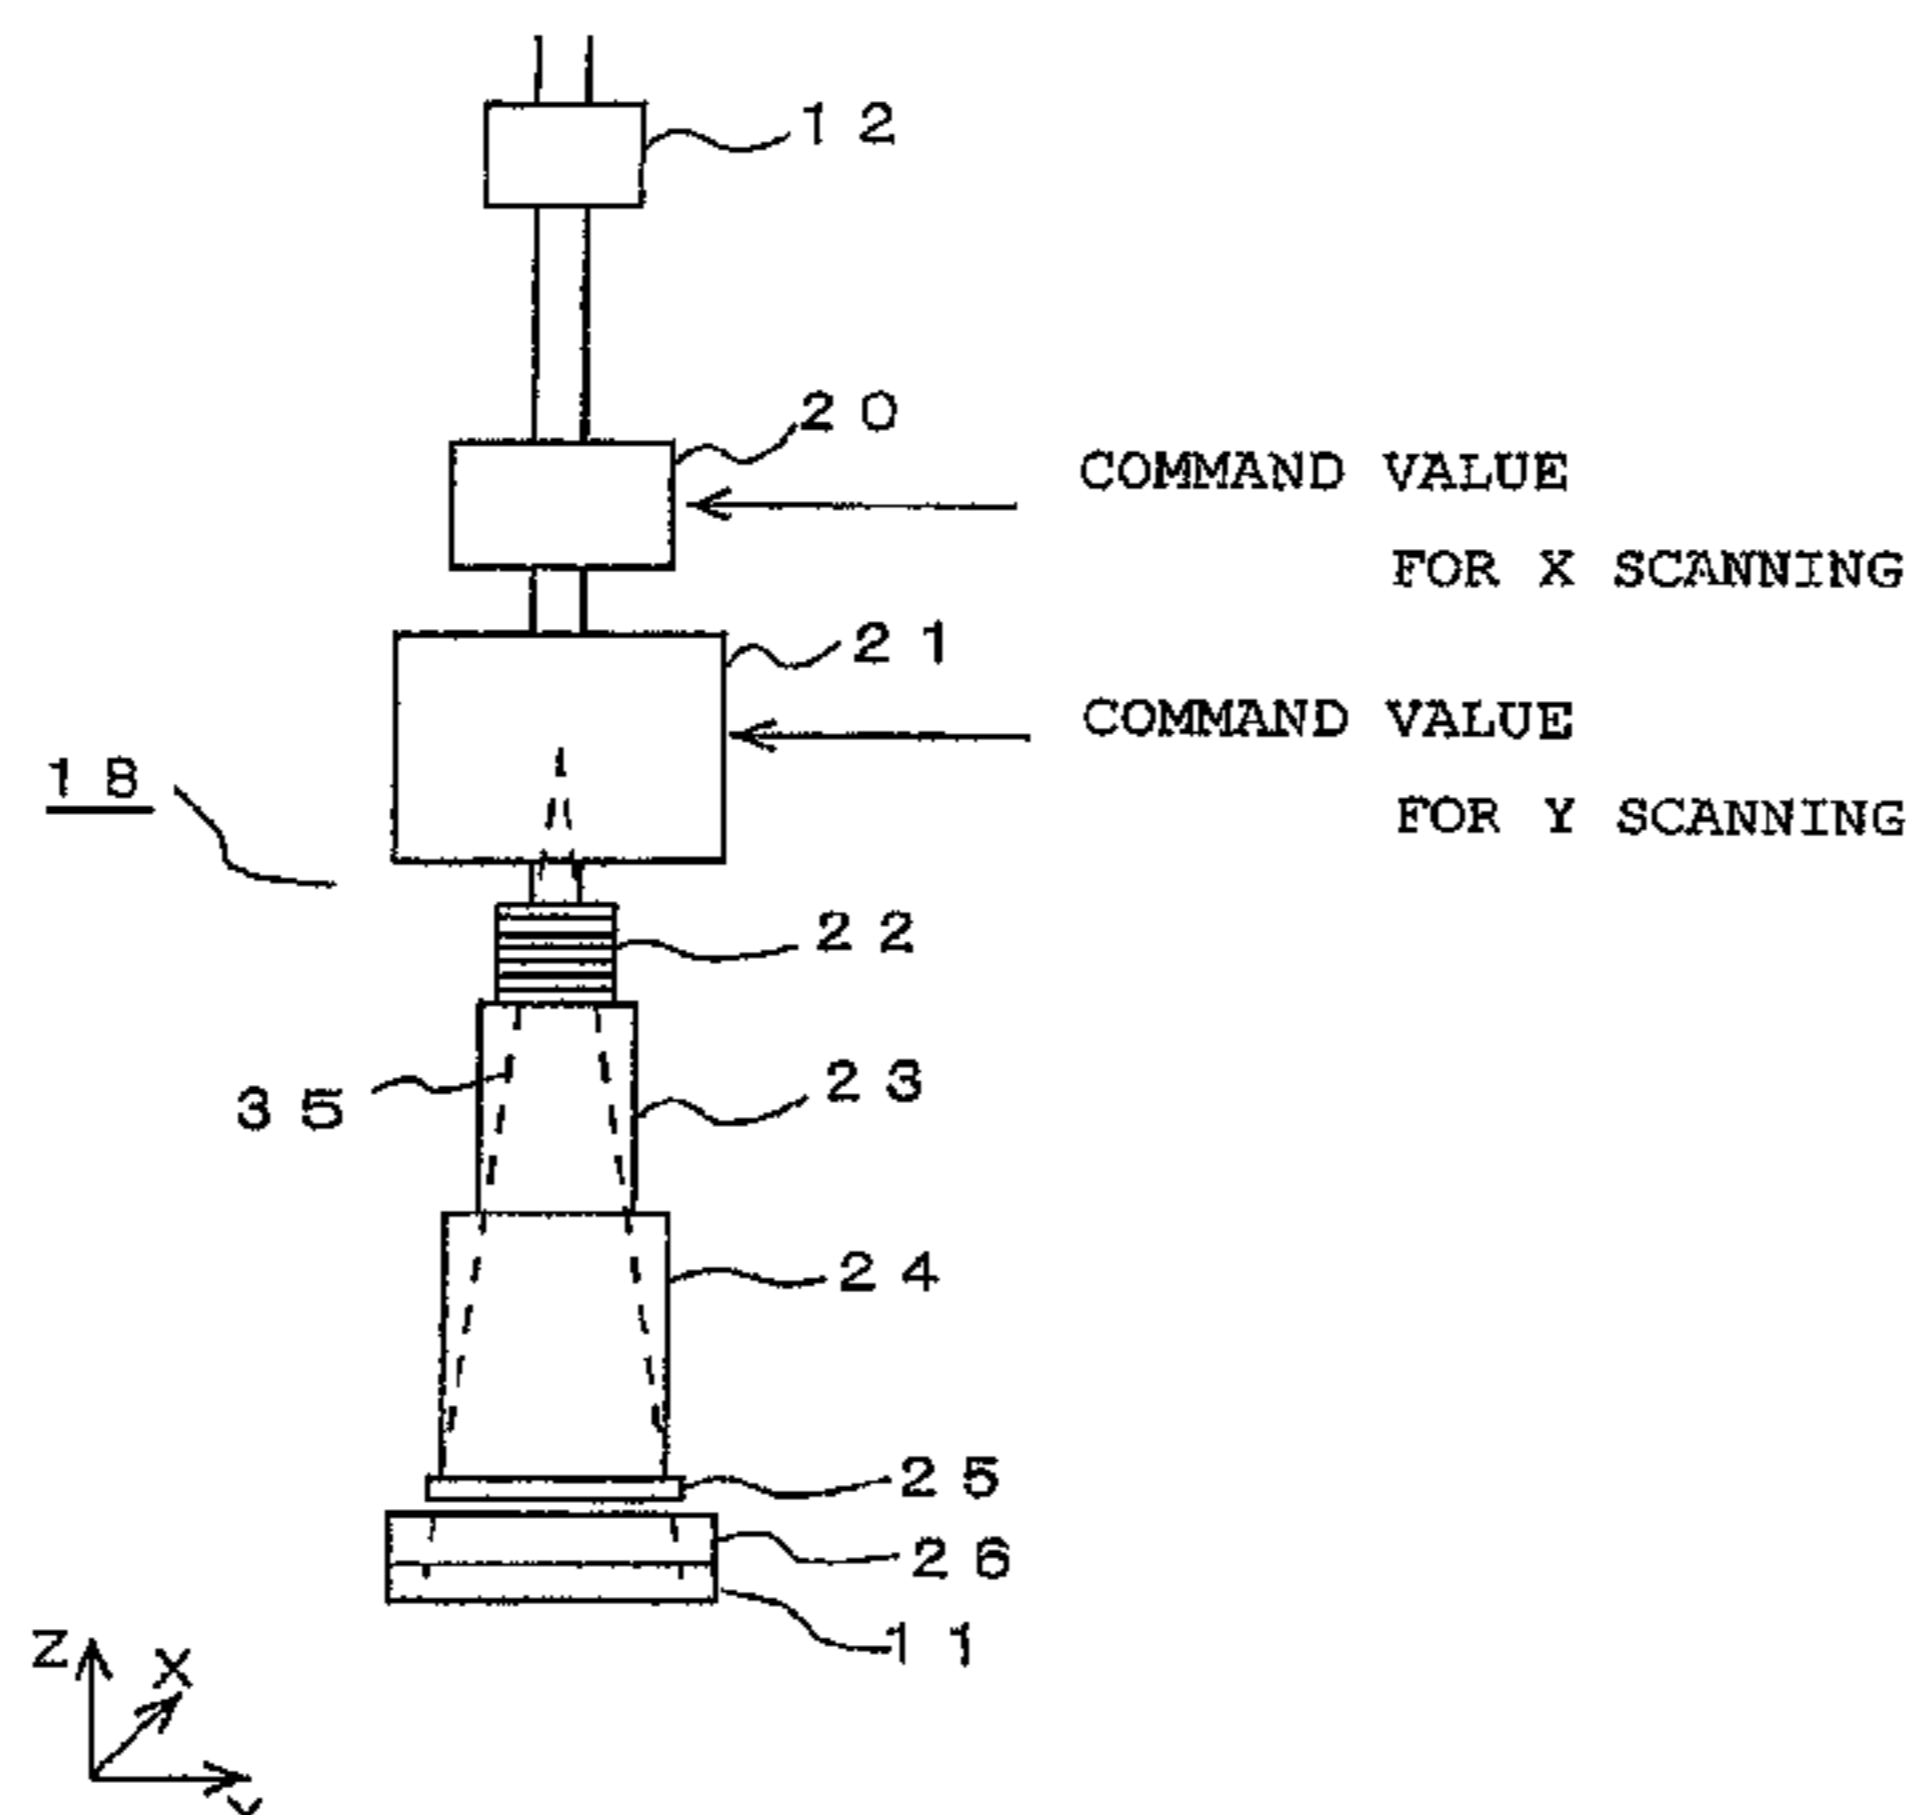 12
20
COMMAND VALUE
FOR X SCANNING
21
COMMAND VALUE
FOR Y SCANNING
18
22
35
23
24
25
26
11
Z
X
Y